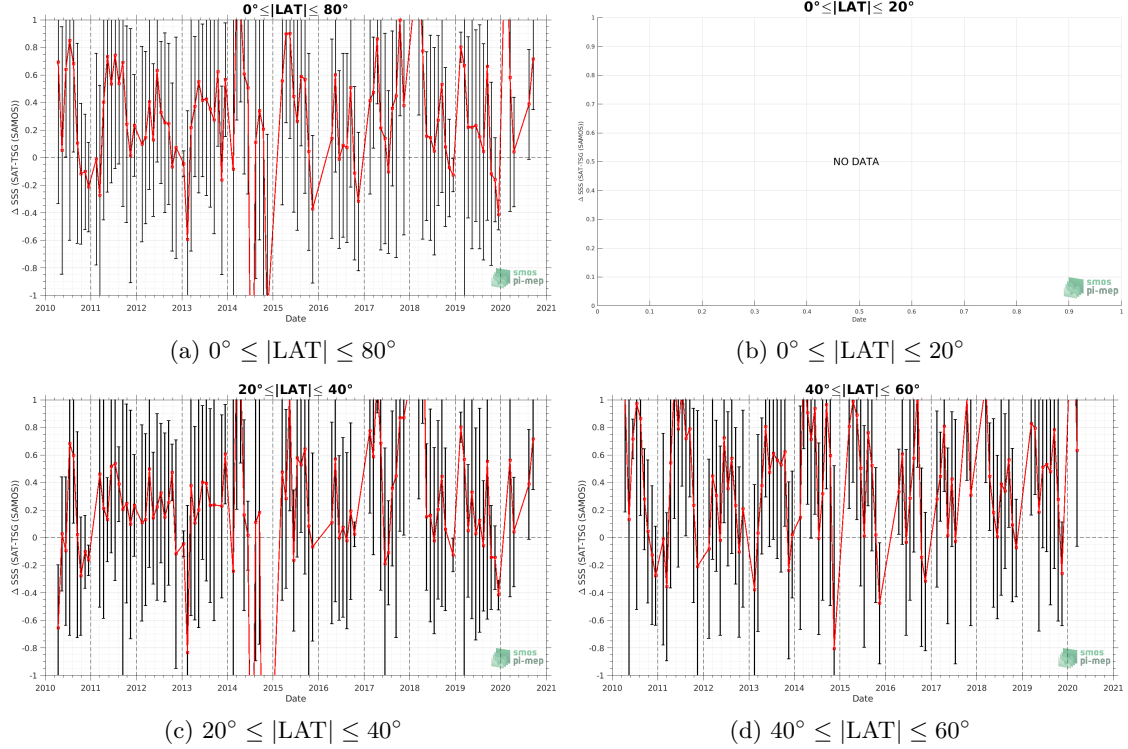 0°≤|LAT|≤ 80°
Δ SSS (SAT-TSG (SAMOS))
1
0.8
0.6
0.4
0.2
0
-0.2
-0.4
-0.6
-0.8
-1
2010 2011 2012 2013 2014 2015 2016 2017 2018 2019 2020 2021
Date
smos
pi-mep
(a) 0° ≤ |LAT| ≤ 80°
0°≤|LAT|≤ 20°
Δ SSS (SAT-TSG (SAMOS))
1
0.9
0.8
0.7
0.6
0.5
0.4
0.3
0.2
0.1
0
NO DATA
0 0.1 0.2 0.3 0.4 0.5 0.6 0.7 0.8 0.9 1
Date
smos
pi-mep
(b) 0° ≤ |LAT| ≤ 20°
20°≤|LAT|≤ 40°
Δ SSS (SAT-TSG (SAMOS))
1
0.8
0.6
0.4
0.2
0
-0.2
-0.4
-0.6
-0.8
-1
2010 2011 2012 2013 2014 2015 2016 2017 2018 2019 2020 2021
Date
smos
pi-mep
(c) 20° ≤ |LAT| ≤ 40°
40°≤|LAT|≤ 60°
Δ SSS (SAT-TSG (SAMOS))
1
0.8
0.6
0.4
0.2
0
-0.2
-0.4
-0.6
-0.8
-1
2010 2011 2012 2013 2014 2015 2016 2017 2018 2019 2020 2021
Date
smos
pi-mep
(d) 40° ≤ |LAT| ≤ 60°